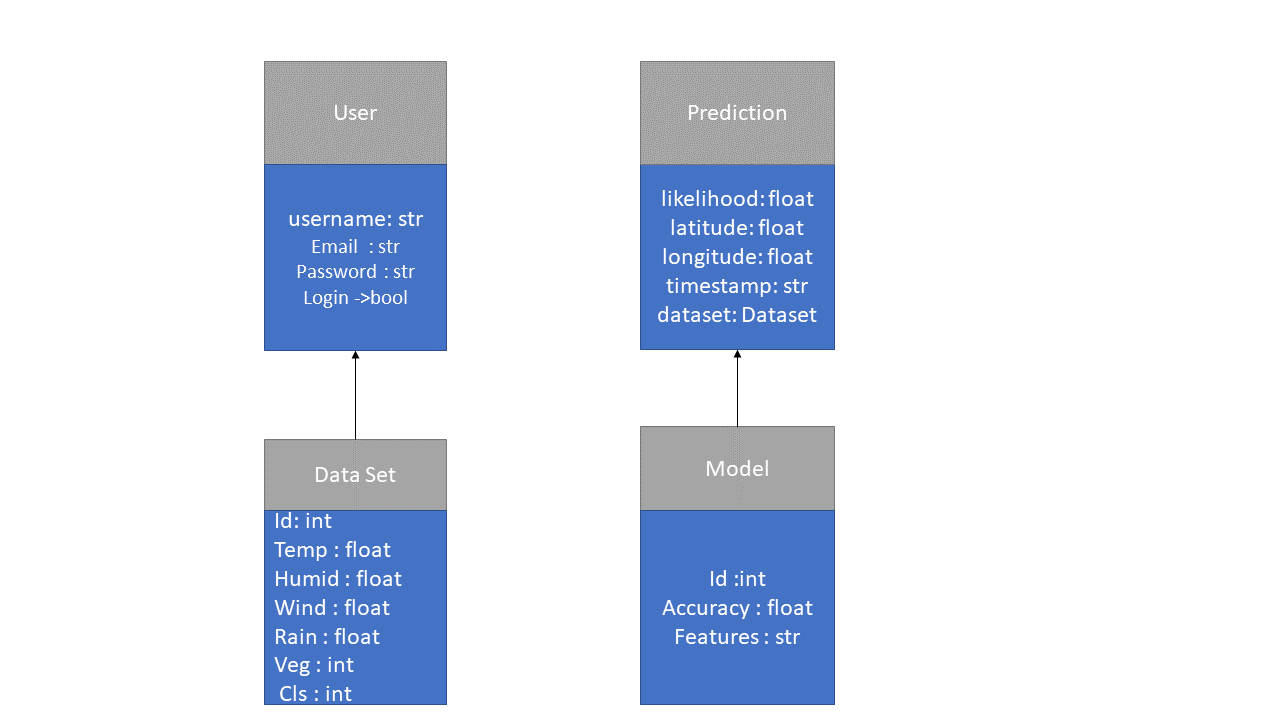 User
username: str
Email  : str
Password : str
Login ->bool
Data Set
Id: int
Temp : float
Humid : float
Wind : float
Rain : float
Veg : int
Cls : int
Prediction
likelihood: float
latitude: float
longitude: float
timestamp: str
dataset: Dataset
Model
Id :int
Accuracy : float
Features : str